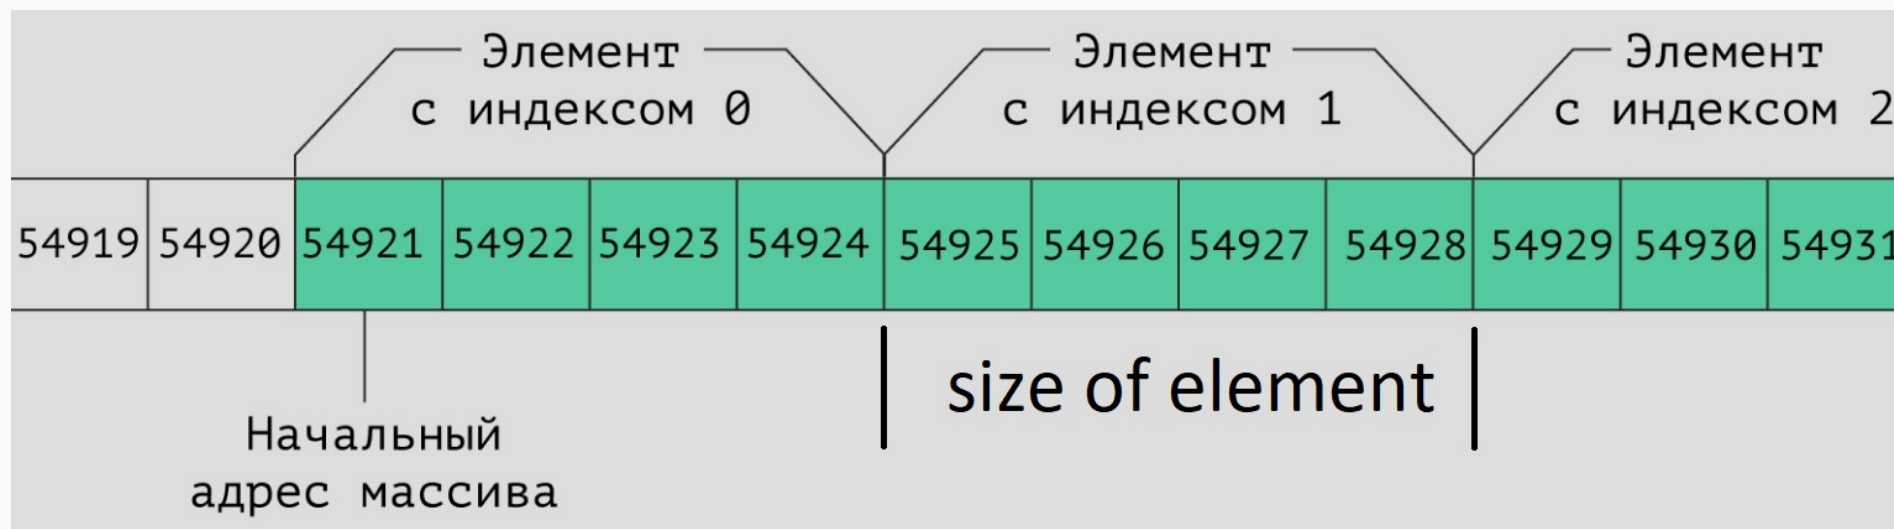 Элемент
с индексом 0
Элемент
с индексом 1
Элемент
с индексом 2
54919 54920 54921 54922 54923 54924 54925 54926 54927 54928 54929 54930 54931
size of element
Начальный
адрес массива